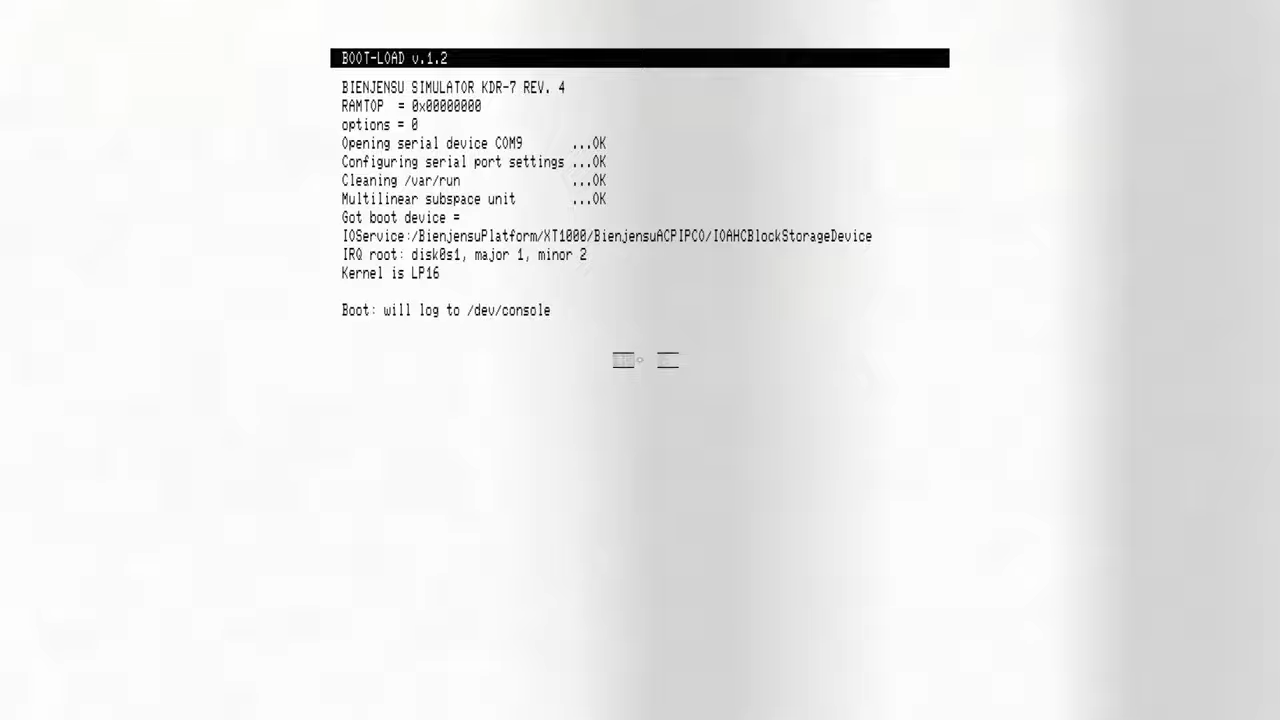 BOOT-LOAD v.1.2
BIENJENSU SIMULATOR KDR-7 REV. 4
RAMTOP = 0x00000000
options = 0
Opening serial device COM9 ...OK
Configuring serial port settings ...OK
Cleaning /var/run ...OK
Multilinear subspace unit ...OK
Got boot device =
IOService:/BienjensuPlatform/XT1000/BienjensuACPIPCO/IOAHCBlockStorageDevice
IRQ root: disk0s1, major 1, minor 2
Kernel is LP16
Boot: will log to /dev/console